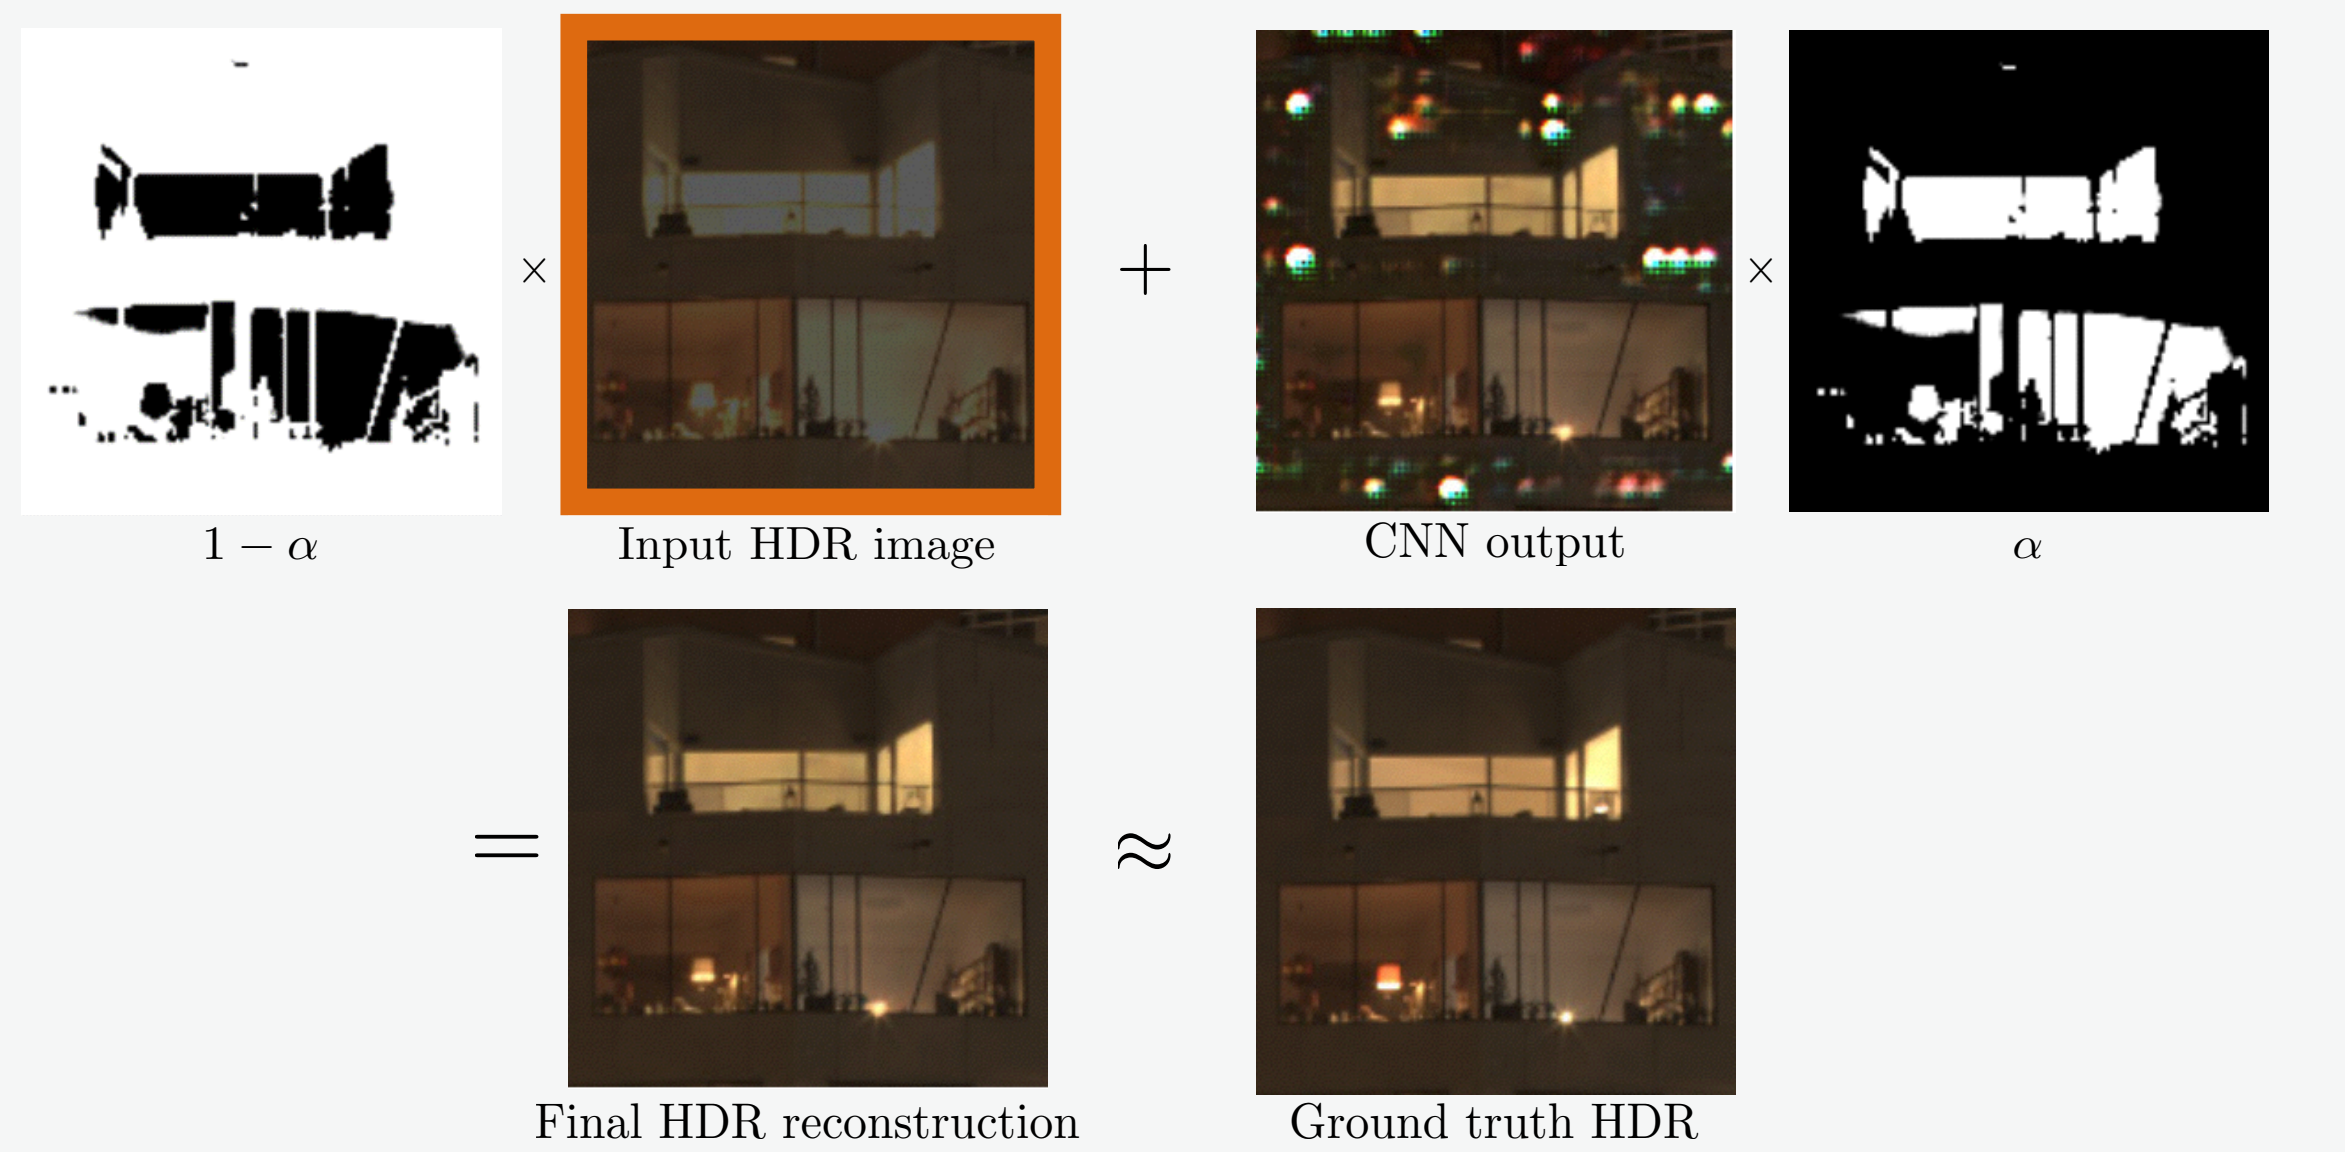 × + ×
1 − α Input HDR image CNN output α
= ≈
Final HDR reconstruction Ground truth HDR